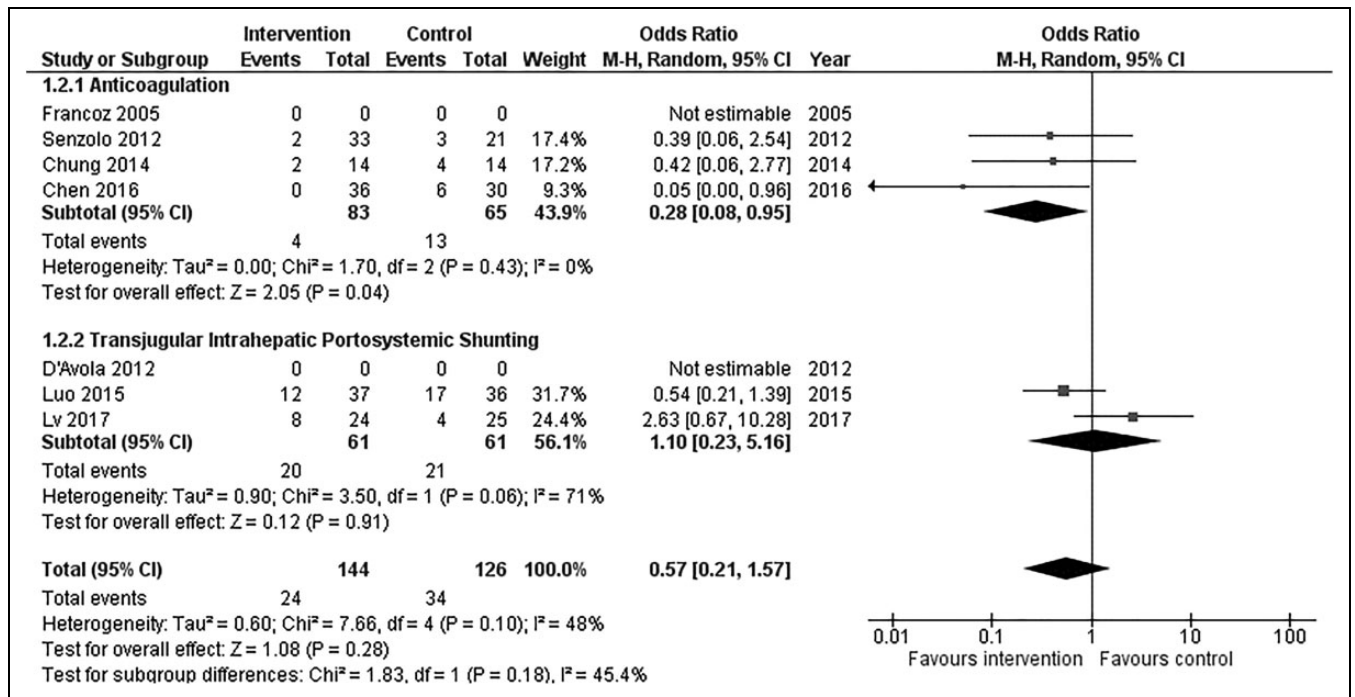 Intervention Control Odds Ratio Odds Ratio
Study or Subgroup Events Total Events Total Weight M-H, Random, 95% CI Year M-H, Random, 95% CI
1.2.1 Anticoagulation
Francoz 2005 0 0 0 0 Not estimable 2005
Senzolo 2012 2 33 3 21 17.4% 0.39 [0.06, 2.54] 2012
Chung 2014 2 14 4 14 17.2% 0.42 [0.06, 2.77] 2014
Chen 2016 0 36 6 30 9.3% 0.05 [0.00, 0.96] 2016
Subtotal (95% CI) 83 65 43.9% 0.28 [0.08, 0.95]
Total events 4 13
Heterogeneity: Tau² = 0.00; Chi² = 1.70, df = 2 (P = 0.43); I² = 0%
Test for overall effect: Z = 2.05 (P = 0.04)
1.2.2 Transjugular Intrahepatic Portosystemic Shunting
D'Avola 2012 0 0 0 0 Not estimable 2012
Luo 2015 12 37 17 36 31.7% 0.54 [0.21, 1.39] 2015
Lv 2017 8 24 4 25 24.4% 2.63 [0.67, 10.28] 2017
Subtotal (95% CI) 61 61 56.1% 1.10 [0.23, 5.16]
Total events 20 21
Heterogeneity: Tau² = 0.90; Chi² = 3.50, df = 1 (P = 0.06); I² = 71%
Test for overall effect: Z = 0.12 (P = 0.91)
Total (95% CI) 144 126 100.0% 0.57 [0.21, 1.57]
Total events 24 34
Heterogeneity: Tau² = 0.60; Chi² = 7.66, df = 4 (P = 0.10); I² = 48%
Test for overall effect: Z = 1.08 (P = 0.28)
Test for subgroup differences: Chi² = 1.83, df = 1 (P = 0.18), I² = 45.4%
0.01 0.1 1 10 100
Favours intervention Favours control